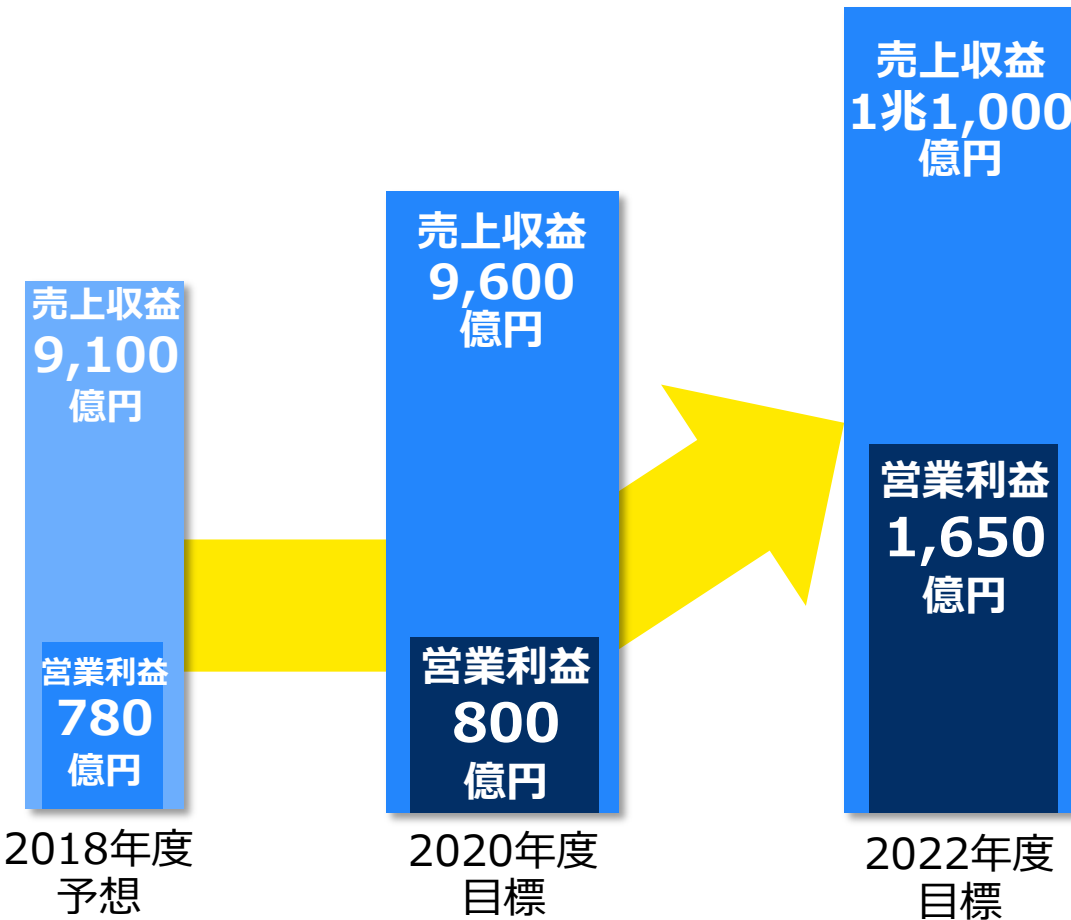 売上収益
9,100
億円
営業利益
780
億円
2018年度
予想
売上収益
9,600
億円
営業利益
800
億円
2020年度
目標
売上収益
1兆1,000
億円
営業利益
1,650
億円
2022年度
目標